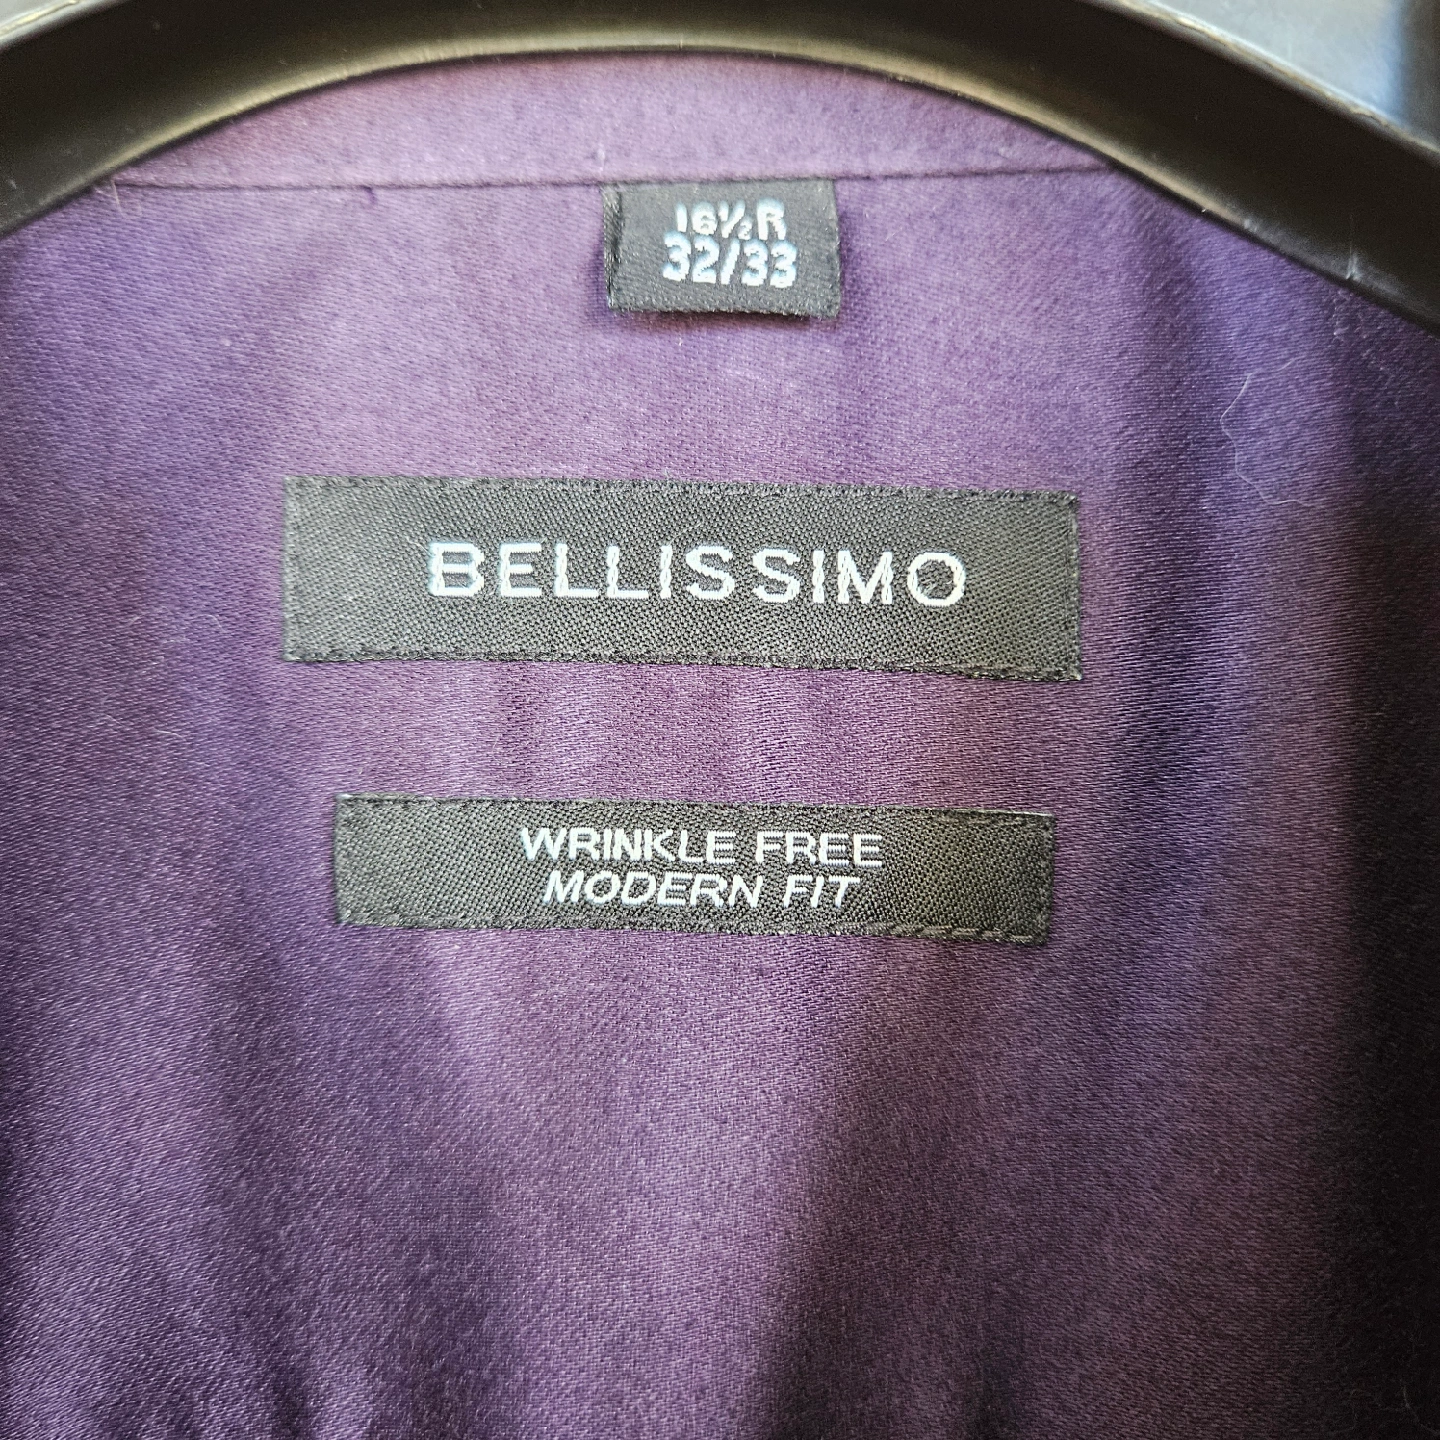 16½R
32/33
BELLISSIMO
WRINKLE FREE
MODERN FIT